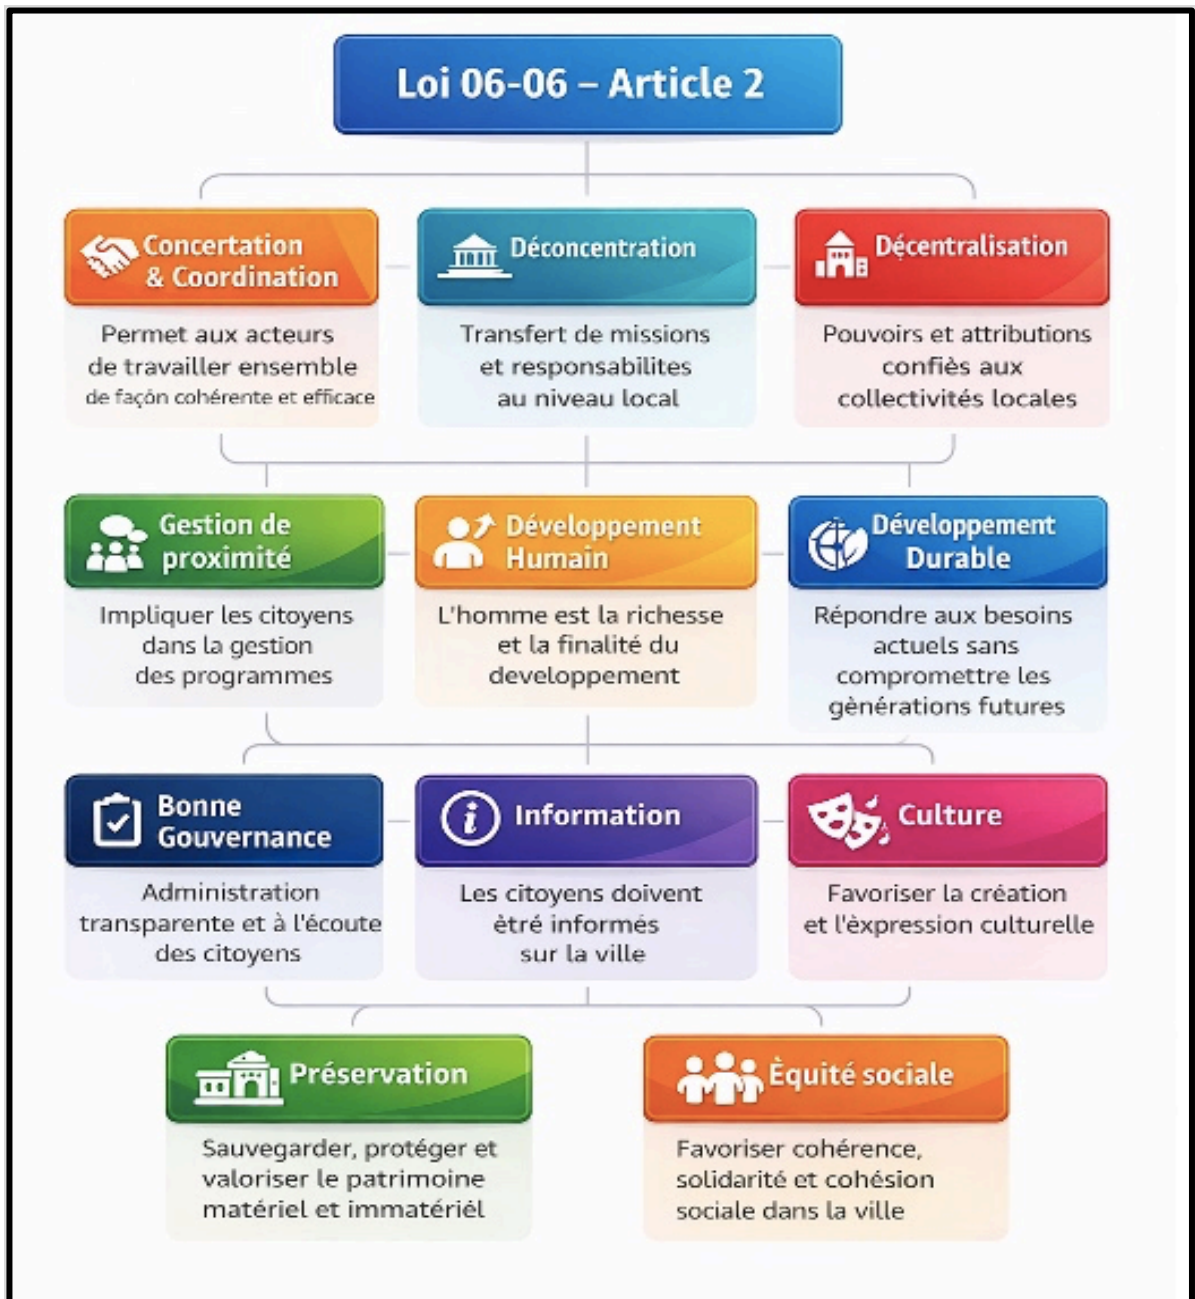 Loi 06-06 – Article 2
Concertation
& Coordination
Permet aux acteurs
de travailler ensemble
de façón cohérente et efficace
Déconcentration
Transfert de missions
et responsabilites
au niveau local
Décentralisation
Pouvoirs et attributions
confiès aux
collectivités locales
Gestion de
proximité
Impliquer les citoyens
dans la gestion
des programmes
Développement
Humain
L'homme est la richesse
et la finalité du
developpement
Développement
Durable
Répondre aux besoins
actuels sans
compromettre les
gènérations futures
Bonne
Gouvernance
Administration
transparente et à l'écoute
des citoyens
Information
Les citoyens doivent
ètré informés
sur la ville
Culture
Favoriser la création
et l'èxpression culturelle
Préservation
Sauvegarder, protéger et
valoriser le patrimoine
matériel et immatériél
Èquité sociale
Favoriser cohérence,
solidarité et cohésion
sociale dans la ville